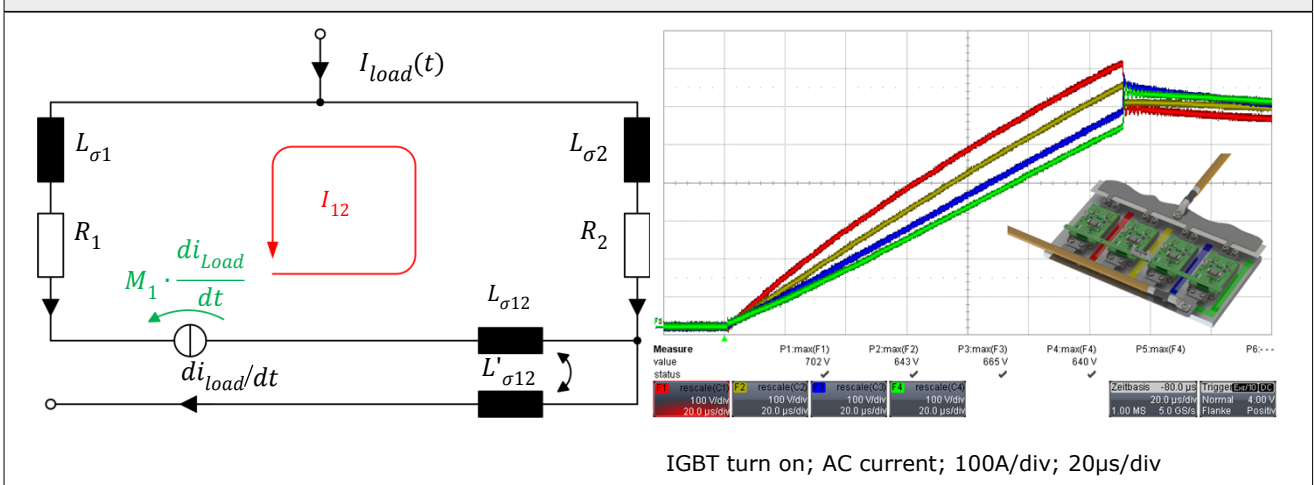 I_load(t)
L_σ1
L_σ2
I_12
R_1
R_2
M_1 · di_Load/dt
L_σ12
L'_σ12
di_load/dt
Measure P1:max(F1) P2:max(F2) P3:max(F3) P4:max(F4) P5:max(F4) P6:- - -
value 702 V 643 V 665 V 640 V
status
F1 rescale(C1) F2 rescale(C2) rescale(C3) F4 rescale(C4) Zeitbasis -80.0 µs Trigger Ext/10 DC
100 V/div 100 V/div 100 V/div 100 V/div 20.0 µs/div Normal 4.00 V
20.0 µs/div 20.0 µs/div 20.0 µs/div 20.0 µs/div 1.00 MS 5.0 GS/s Flanke Positiv
IGBT turn on; AC current; 100A/div; 20µs/div